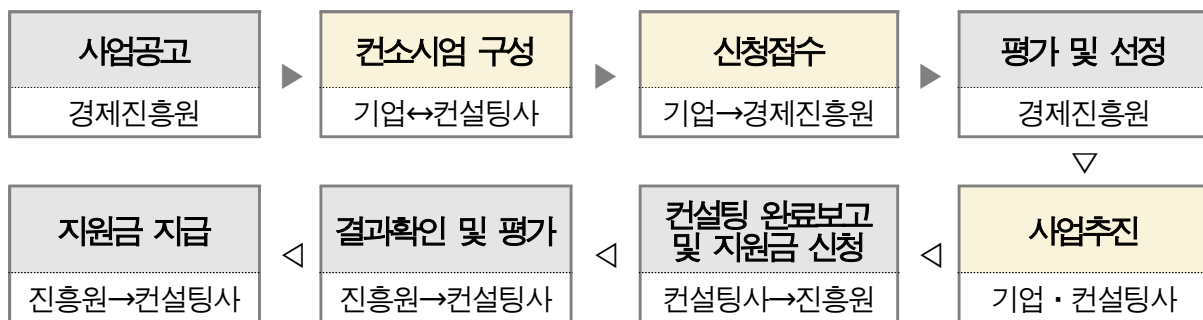 사업공고
경제진흥원
▶
컨소시엄 구성
기업↔컨설팅사
▶
신청접수
기업→경제진흥원
▶
평가 및 선정
경제진흥원
▽
사업추진
기업 · 컨설팅사
◁
컨설팅 완료보고
및 지원금 신청
컨설팅사→진흥원
◁
결과확인 및 평가
진흥원→컨설팅사
◁
지원금 지급
진흥원→컨설팅사